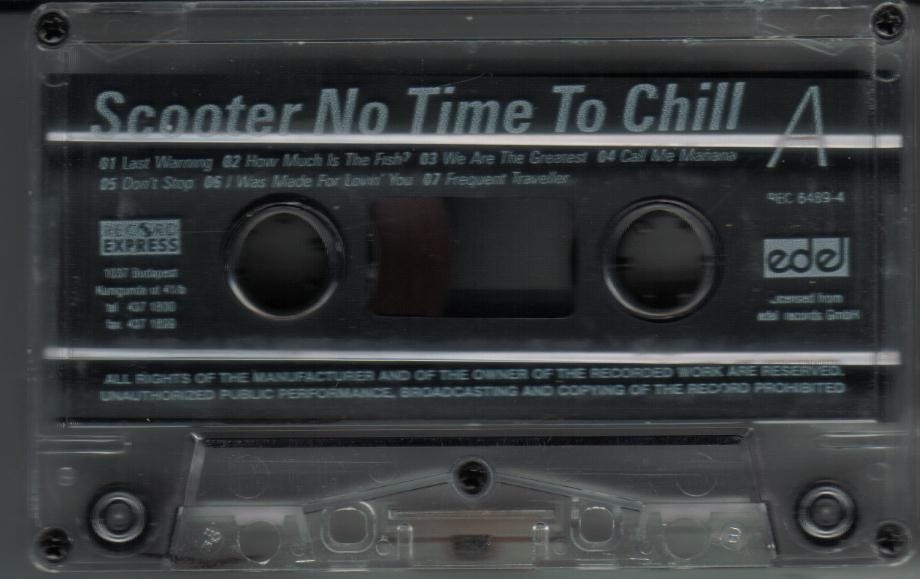 Scooter No Time To Chill A
01 Last Warning 02 How Much Is The Fish? 03 We Are The Greatest 04 Call Me Mañana
05 Don't Stop 06 I Was Made For Lovin' You 07 Frequent Traveller
REC 6489-4
RECORD
EXPRESS
1037 Budapest
Kunigunda ut 41/b
tel 437 1800
fax 437 1899
edel
Licensed from
edel records GmbH
ALL RIGHTS OF THE MANUFACTURER AND OF THE OWNER OF THE RECORDED WORK ARE RESERVED.
UNAUTHORIZED PUBLIC PERFORMANCE, BROADCASTING AND COPYING OF THE RECORD PROHIBITED